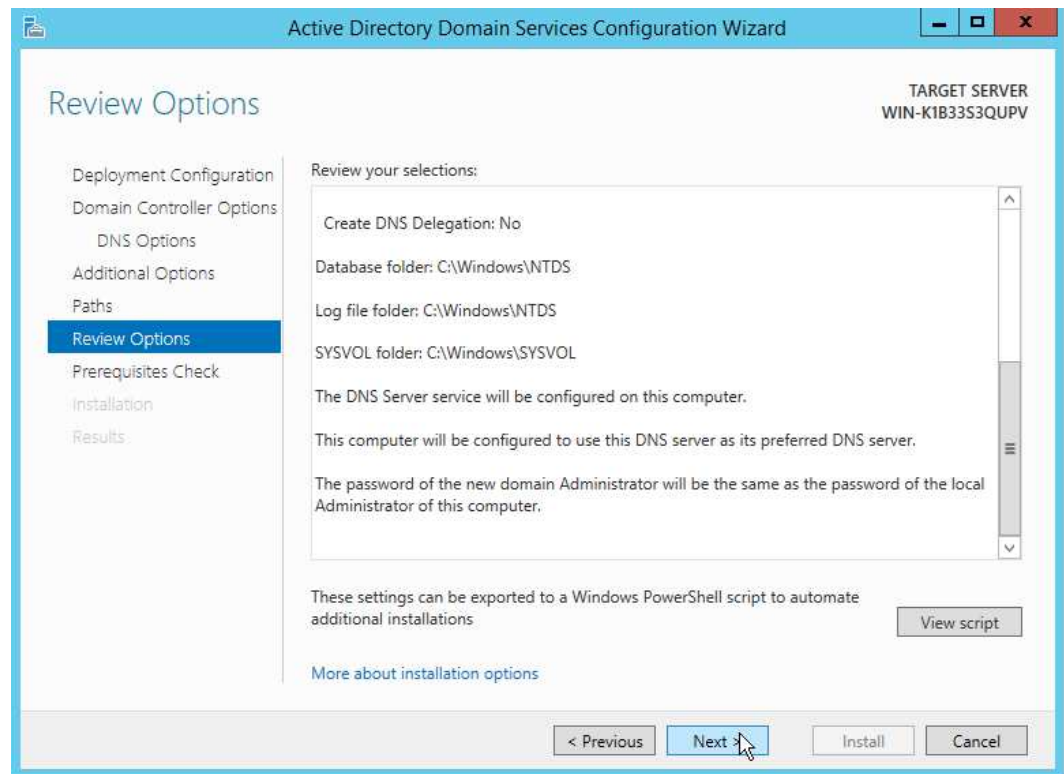 Active Directory Domain Services Configuration Wizard
Review Options
TARGET SERVER
WIN-K1B33S3QUPV
Deployment Configuration
Domain Controller Options
DNS Options
Additional Options
Paths
Review Options
Prerequisites Check
Installation
Results
Review your selections:
Create DNS Delegation: No
Database folder: C:\Windows\NTDS
Log file folder: C:\Windows\NTDS
SYSVOL folder: C:\Windows\SYSVOL
The DNS Server service will be configured on this computer.
This computer will be configured to use this DNS server as its preferred DNS server.
The password of the new domain Administrator will be the same as the password of the local
Administrator of this computer.
These settings can be exported to a Windows PowerShell script to automate
additional installations
View script
More about installation options
< Previous
Next >
Install
Cancel